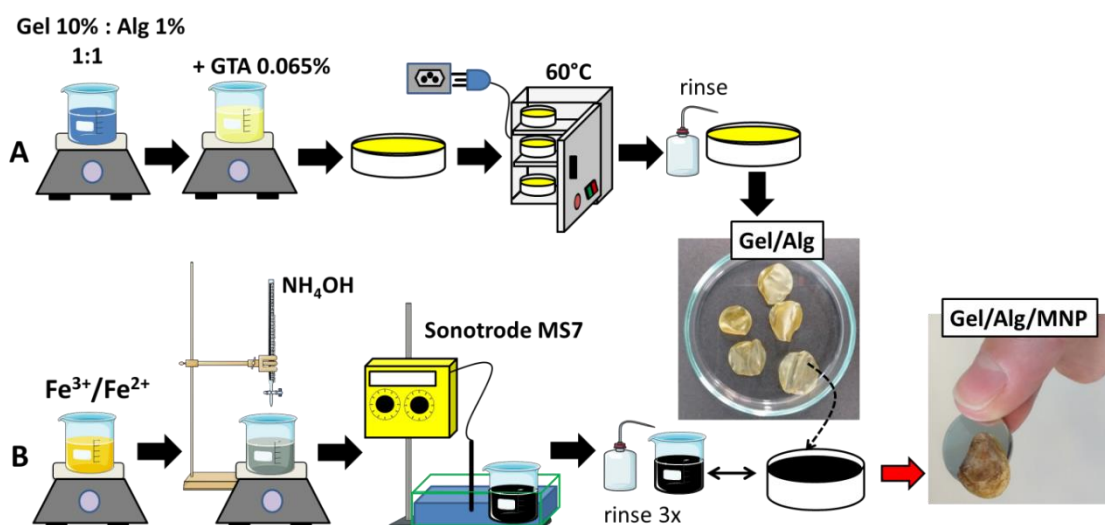 Gel 10% : Alg 1%
1:1
+ GTA 0.065%
60°C
rinse
A
Gel/Alg
NH₄OH
Sonotrode MS7
Gel/Alg/MNP
Fe³⁺/Fe²⁺
B
rinse 3x